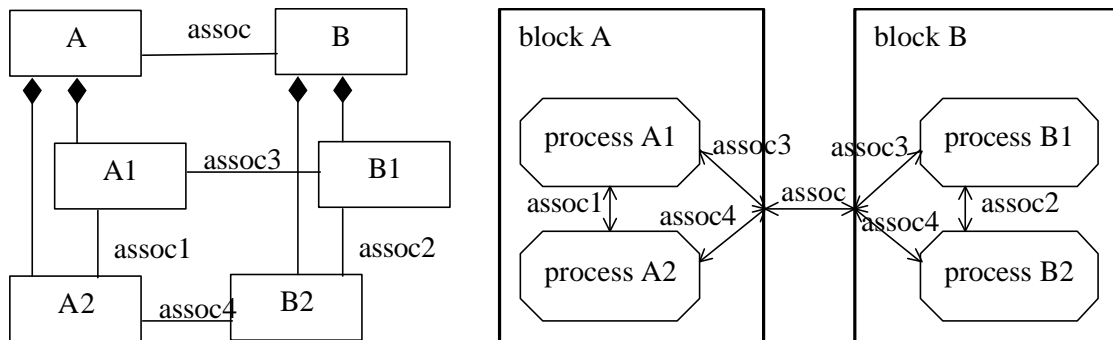 A
assoc
B
A1
assoc3
B1
assoc1
assoc2
A2
assoc4
B2
block A
block B
process A1
assoc3
assoc
assoc3
process B1
assoc1
assoc4
assoc4
assoc2
process A2
process B2